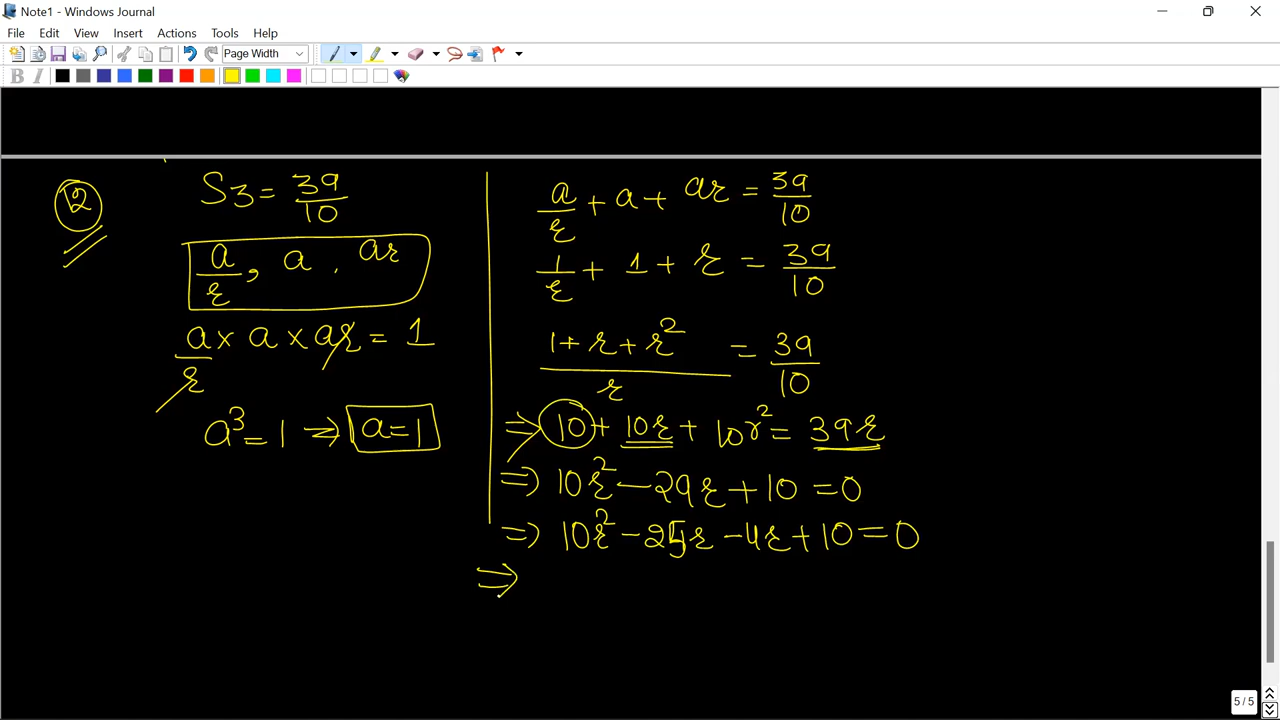 Note1 - Windows Journal
File Edit View Insert Actions Tools Help
Page Width
B I
12
S3 = 39/10
a/r, a, ar
a/r × a × ar = 1
a³ = 1 ⇒ a = 1
a/r + a + ar = 39/10
1/r + 1 + r = 39/10
(1 + r + r²)/r = 39/10
⇒ 10 + 10r + 10r² = 39r
⇒ 10r² - 29r + 10 = 0
⇒ 10r² - 25r - 4r + 10 = 0
⇒
5 / 5